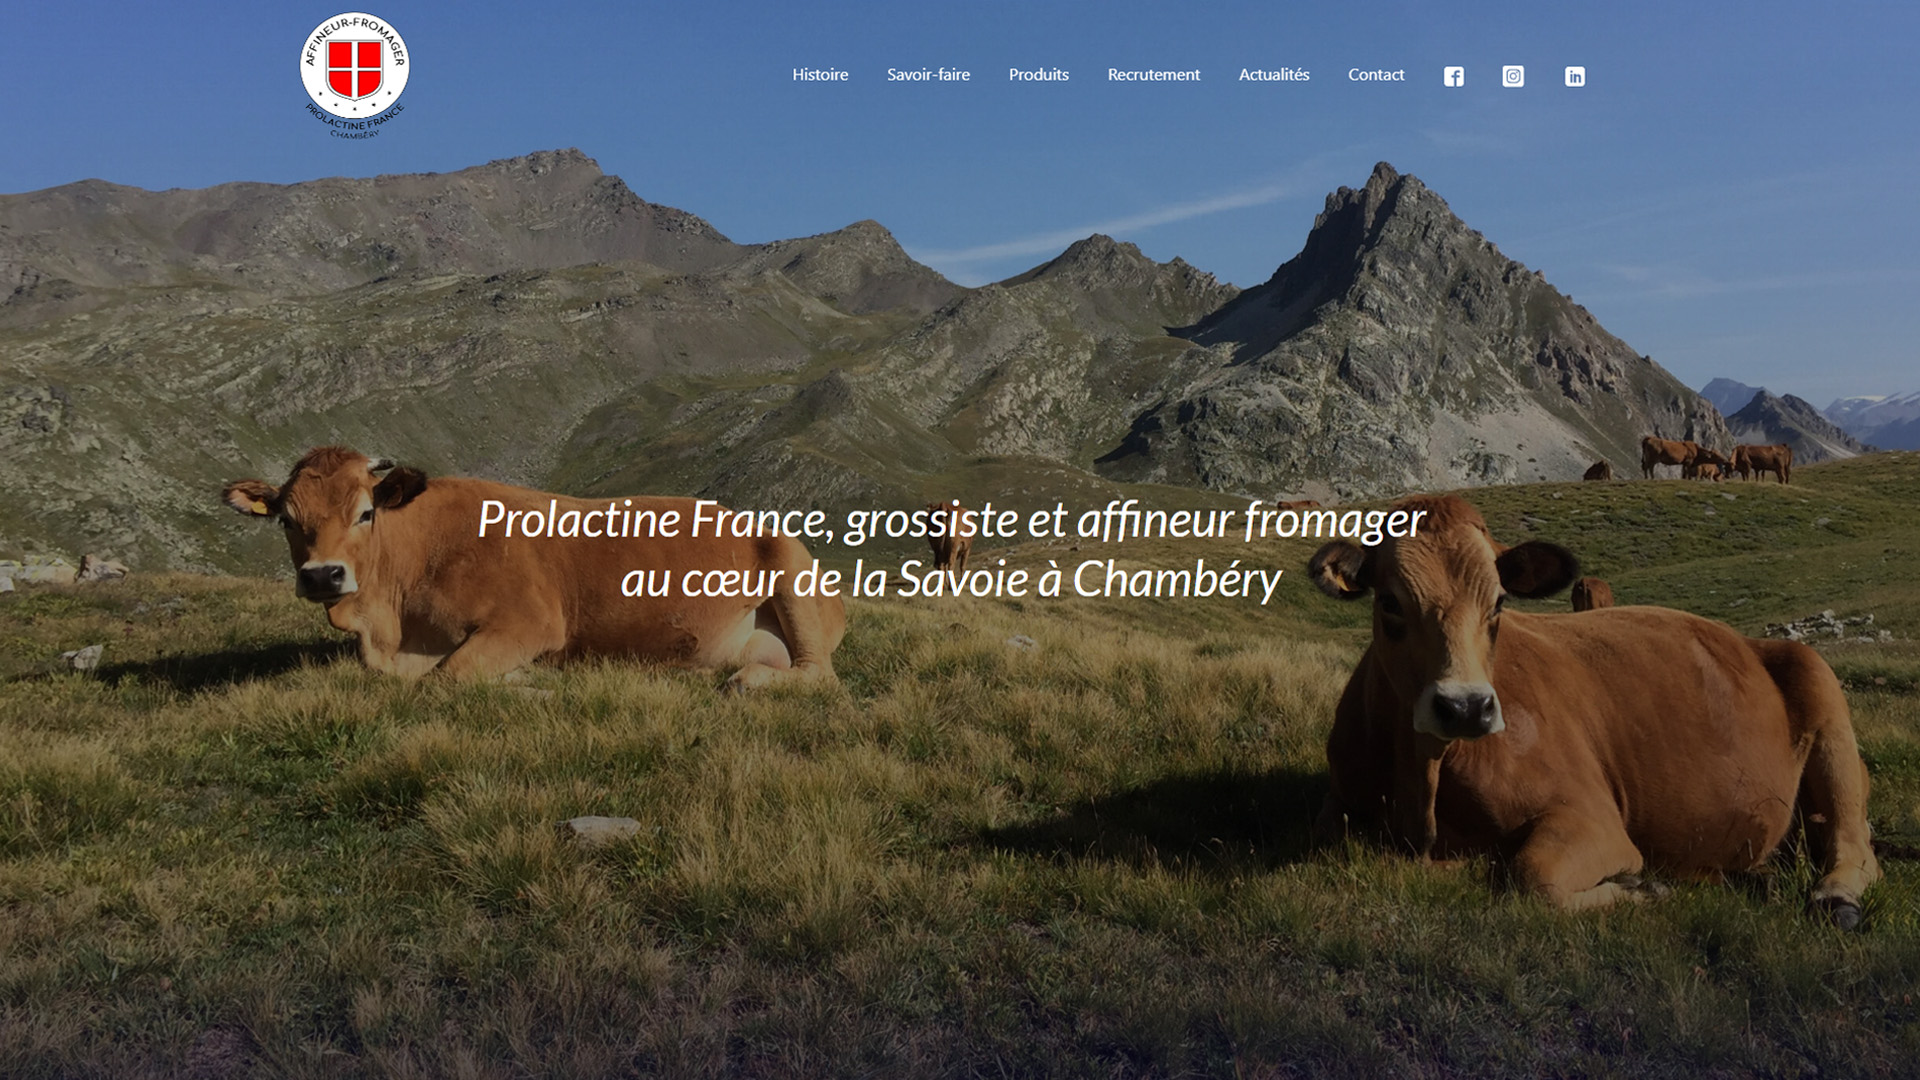 AFFINEUR-FROMAGER
PROLACTINE FRANCE
CHAMBÉRY
Histoire Savoir-faire Produits Recrutement Actualités Contact
Prolactine France, grossiste et affineur fromager
au cœur de la Savoie à Chambéry